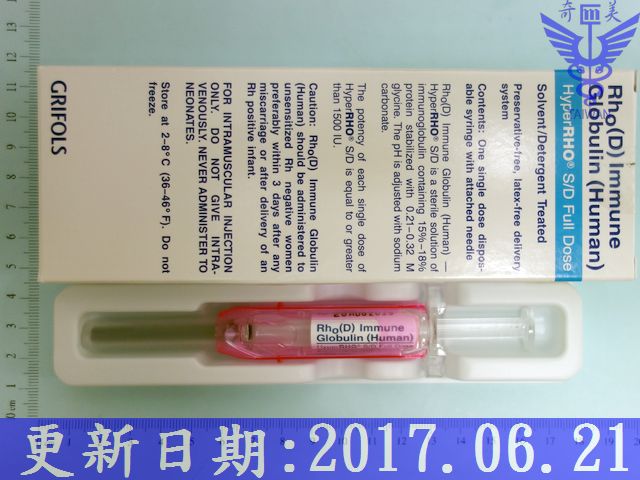 Rho(D) Immune
Globulin (Human)
HyperRHO® S/D Full Dose
Solvent/Detergent Treated
Preservative-free, latex-free delivery
system
Contents: One single dose dispos-
able syringe with attached needle
Rho(D) Immune Globulin (Human) —
HyperRHO® S/D is a sterile solution of
immunoglobulin containing 15%–18%
protein stabilized with 0.21–0.32 M
glycine. The pH is adjusted with sodium
carbonate.
The potency of each single dose of
HyperRHO® S/D is equal to or greater
than 1500 IU.
Caution: Rho(D) Immune Globulin
(Human) should be administered to
unsensitized Rh negative women
preferably within 3 days after any
miscarriage or after delivery of an
Rh positive infant.
FOR INTRAMUSCULAR INJECTION
ONLY. DO NOT GIVE INTRA-
VENOUSLY. NEVER ADMINISTER TO
NEONATES.
Store at 2–8°C (36–46°F). Do not
freeze.
GRIFOLS
奇美
Rho(D) Immune
Globulin (Human)
HyperRHO® S/D Full Dose
更新日期:2017.06.21